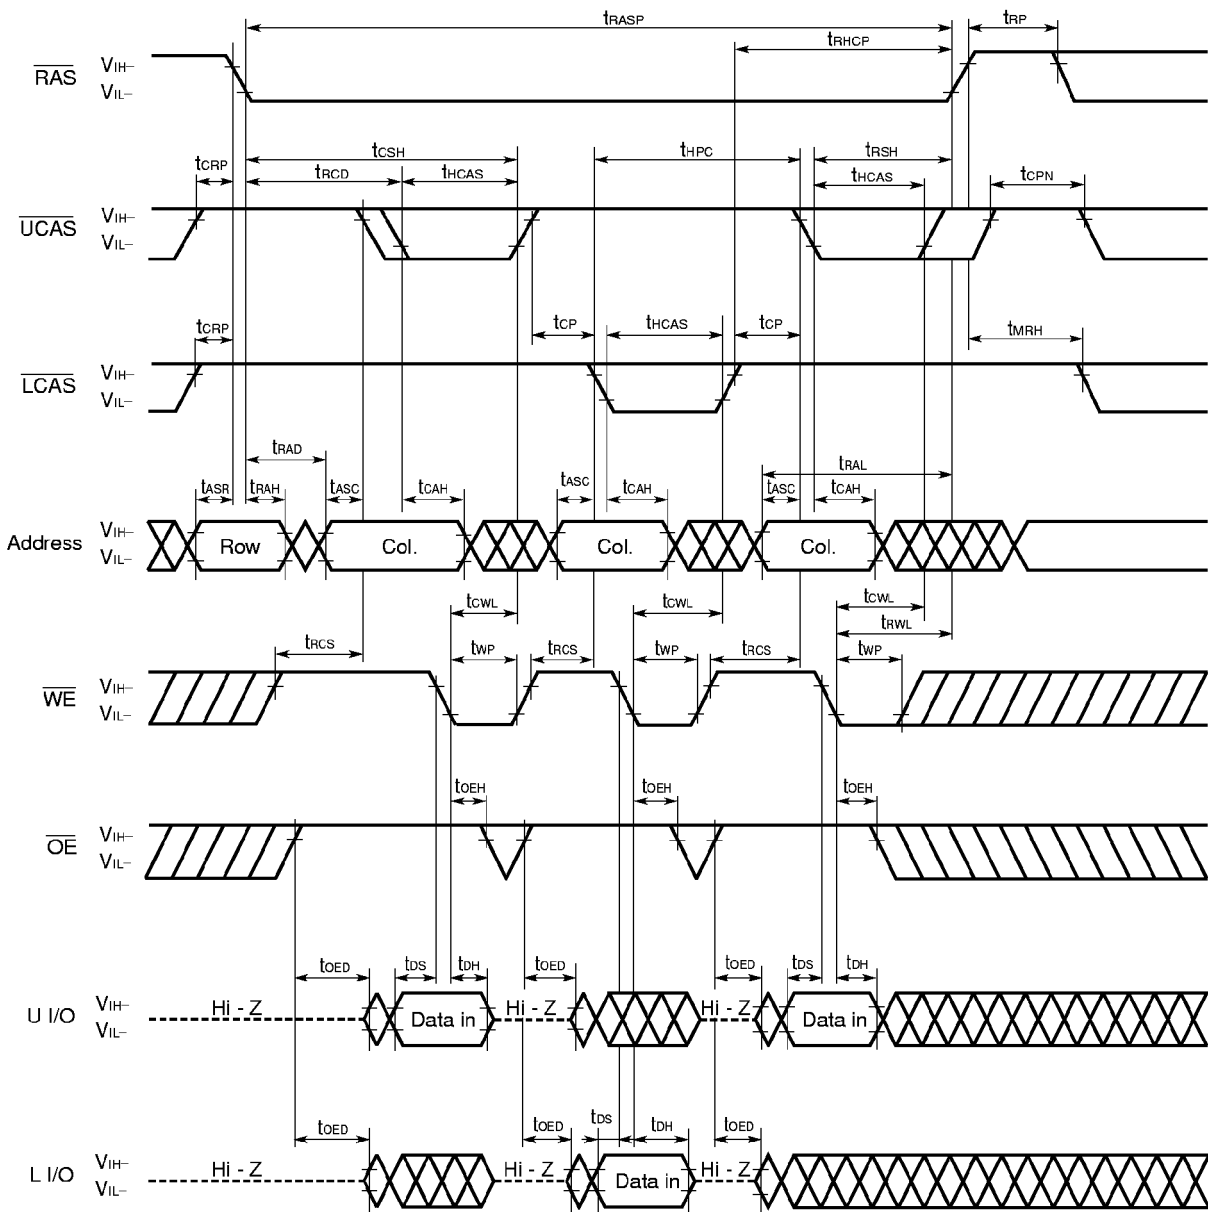 tRASP
tRP
tRHCP
RAS
VIH–
VIL–
tCSH
tHPC
tRSH
tCRP
tRCD
tHCAS
tHCAS
tCPN
UCAS
VIH–
VIL–
tCRP
tCP
tHCAS
tCP
tMRH
LCAS
VIH–
VIL–
tRAD
tRAL
tASR
tRAH
tASC
tCAH
tASC
tCAH
tASC
tCAH
Address
VIH–
VIL–
Row
Col.
Col.
Col.
tCWL
tCWL
tCWL
tRWL
tRCS
tWP
tRCS
tWP
tRCS
tWP
WE
VIH–
VIL–
tOEH
tOEH
tOEH
OE
VIH–
VIL–
tOED
tDS
tDH
tOED
tOED
tDS
tDH
U I/O
VIH–
VIL–
Hi - Z
Data in
Hi - Z
Hi - Z
Data in
tOED
tOED
tDS
tDH
tOED
L I/O
VIH–
VIL–
Hi - Z
Hi - Z
Data in
Hi - Z